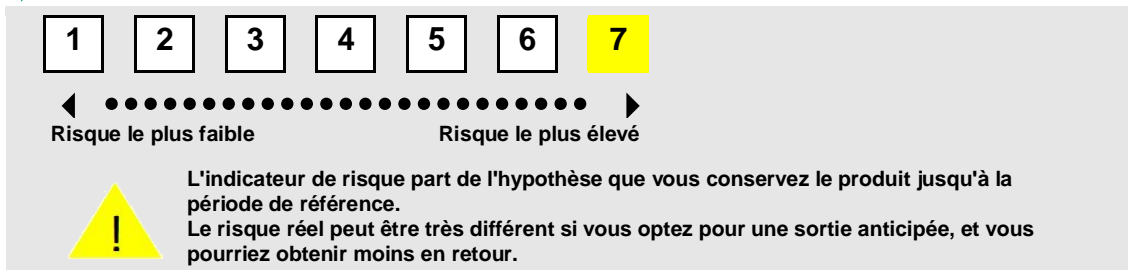 1 2 3 4 5 6 7
Risque le plus faible Risque le plus élevé
L'indicateur de risque part de l'hypothèse que vous conservez le produit jusqu'à la
période de référence.
! Le risque réel peut être très différent si vous optez pour une sortie anticipée, et vous
pourriez obtenir moins en retour.